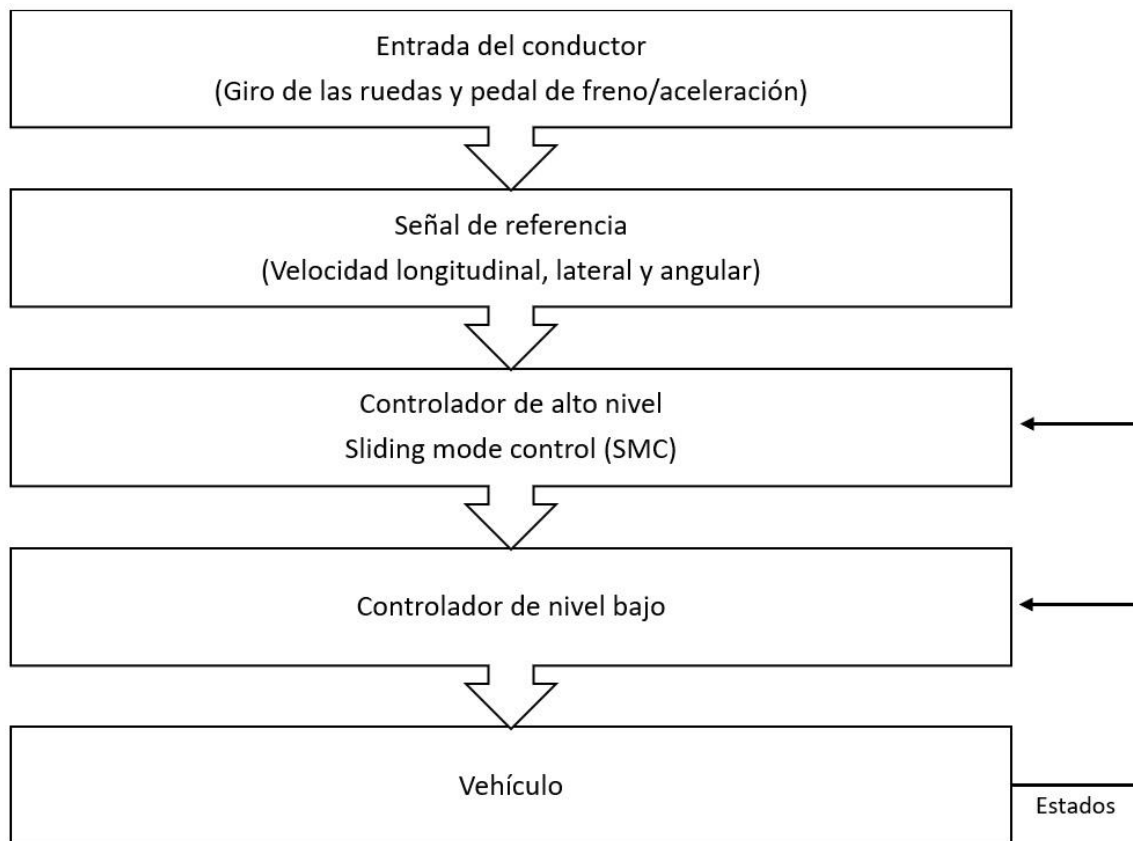 Entrada del conductor
(Giro de las ruedas y pedal de freno/aceleración)
Señal de referencia
(Velocidad longitudinal, lateral y angular)
Controlador de alto nivel
Sliding mode control (SMC)
Controlador de nivel bajo
Vehículo
Estados